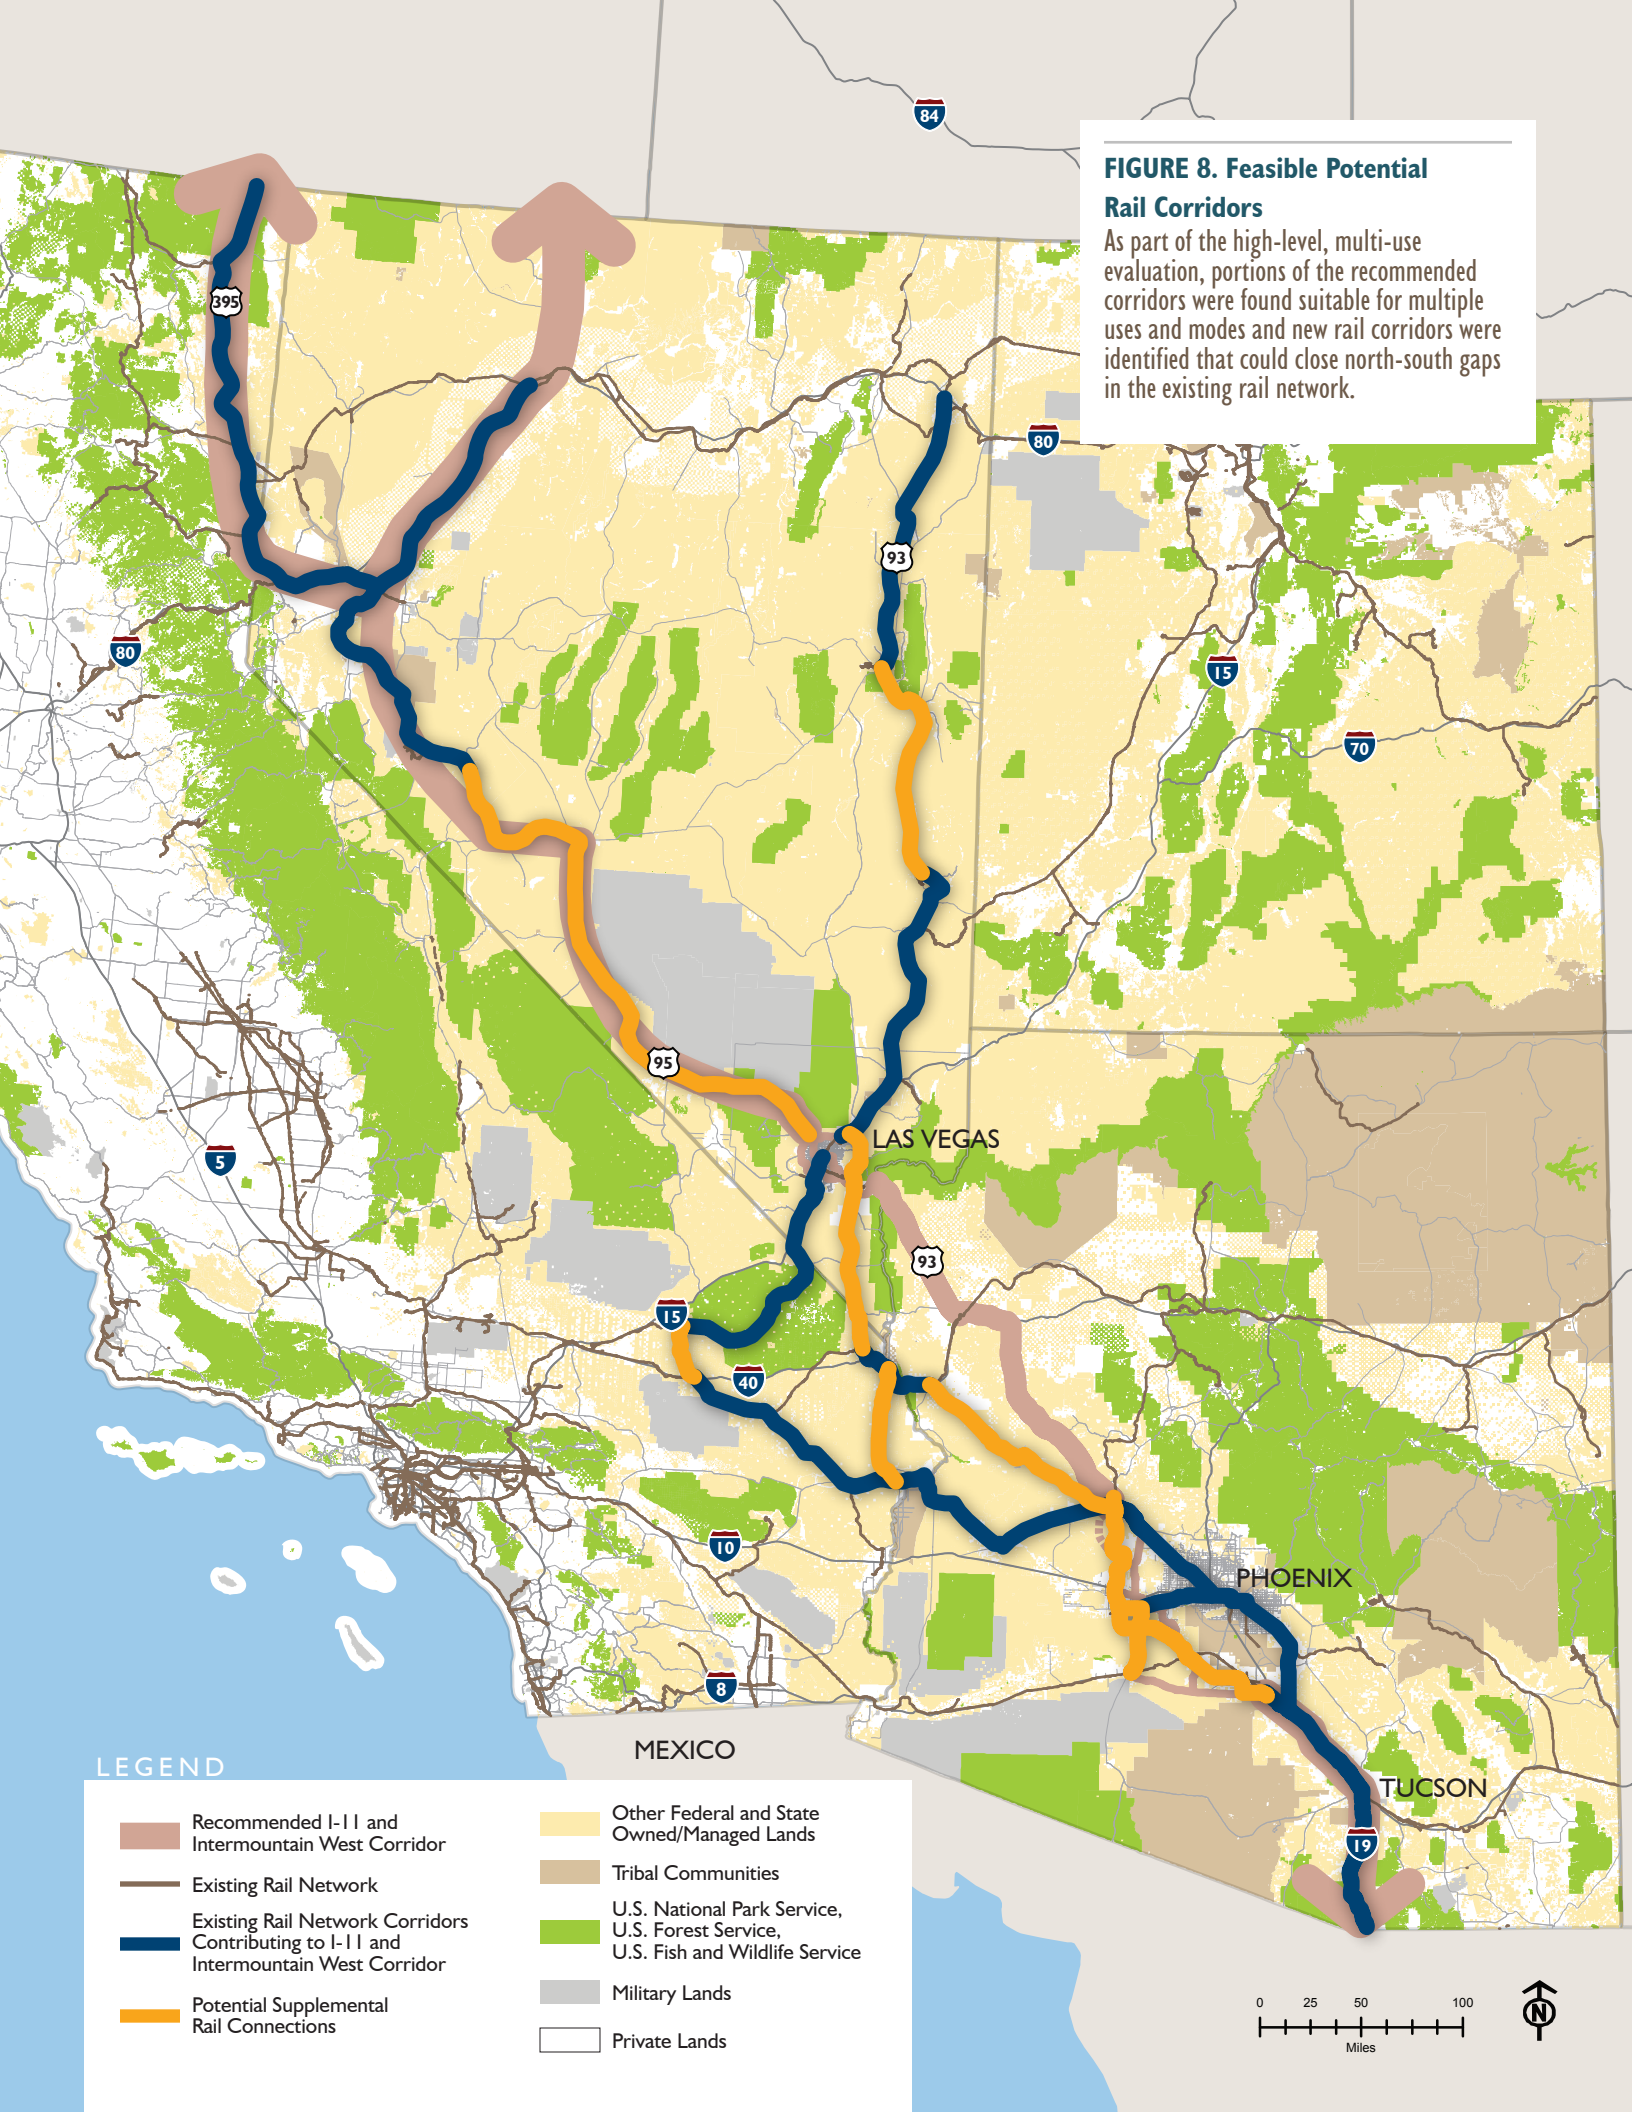 84
FIGURE 8. Feasible Potential
Rail Corridors
As part of the high-level, multi-use
evaluation, portions of the recommended
corridors were found suitable for multiple
uses and modes and new rail corridors were
identified that could close north-south gaps
in the existing rail network.
395
80
93
80
15
70
95
LAS VEGAS
5
93
15
40
10
PHOENIX
8
MEXICO
TUCSON
19
LEGEND
Recommended I-11 and
Intermountain West Corridor
Existing Rail Network
Existing Rail Network Corridors
Contributing to I-11 and
Intermountain West Corridor
Potential Supplemental
Rail Connections
Other Federal and State
Owned/Managed Lands
Tribal Communities
U.S. National Park Service,
U.S. Forest Service,
U.S. Fish and Wildlife Service
Military Lands
Private Lands
0 25 50 100
Miles
N